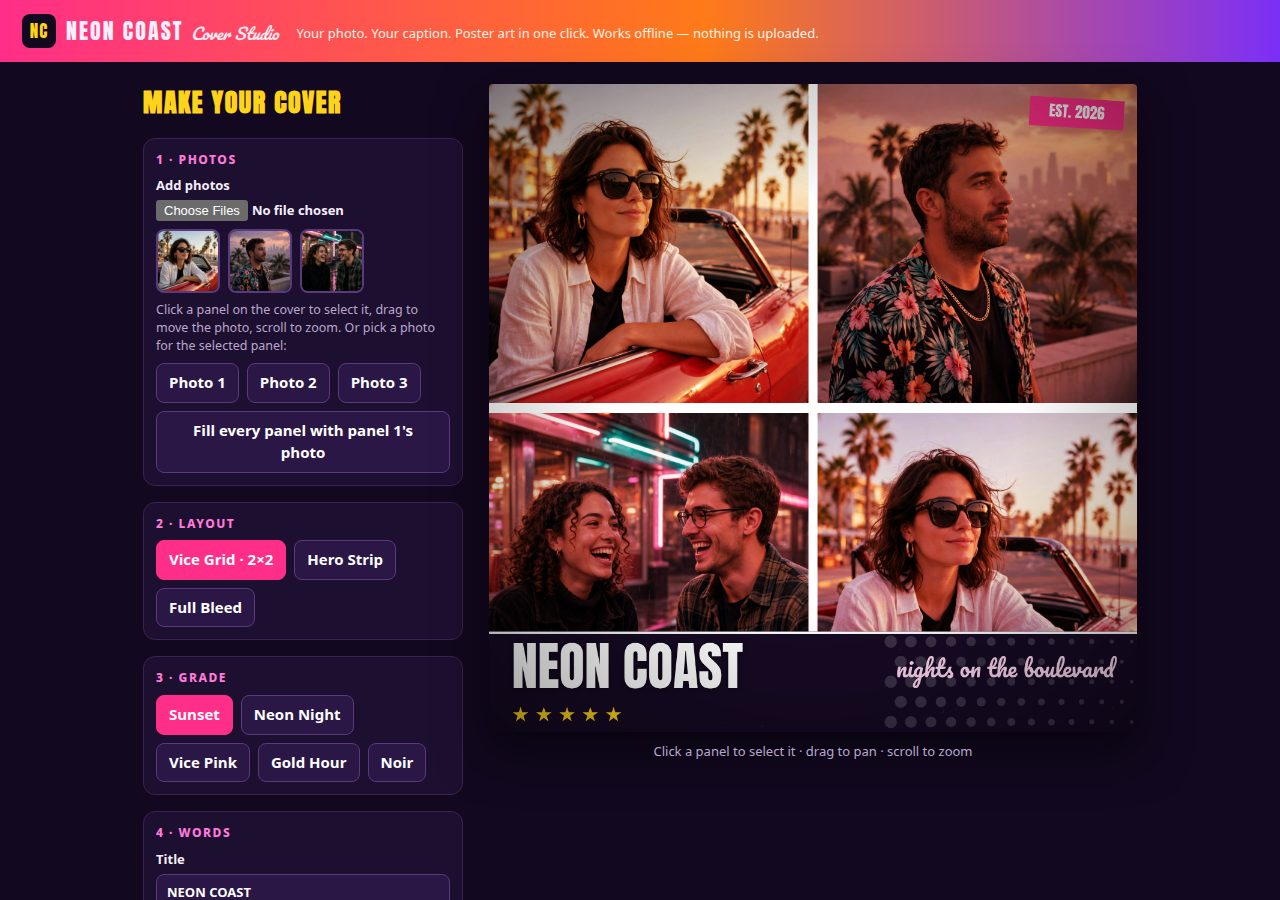 NC NEON COAST Cover Studio Your photo. Your caption. Poster art in one click. Works offline — nothing is uploaded.
MAKE YOUR COVER
1 · PHOTOS
Add photos
Choose Files No file chosen
Click a panel on the cover to select it, drag to
move the photo, scroll to zoom. Or pick a photo
for the selected panel:
Photo 1 Photo 2 Photo 3
Fill every panel with panel 1's
photo
2 · LAYOUT
Vice Grid · 2×2 Hero Strip
Full Bleed
3 · GRADE
Sunset Neon Night
Vice Pink Gold Hour Noir
4 · WORDS
Title
NEON COAST
EST. 2026
NEON COAST
nights on the boulevard
★ ★ ★ ★ ★
Click a panel to select it · drag to pan · scroll to zoom